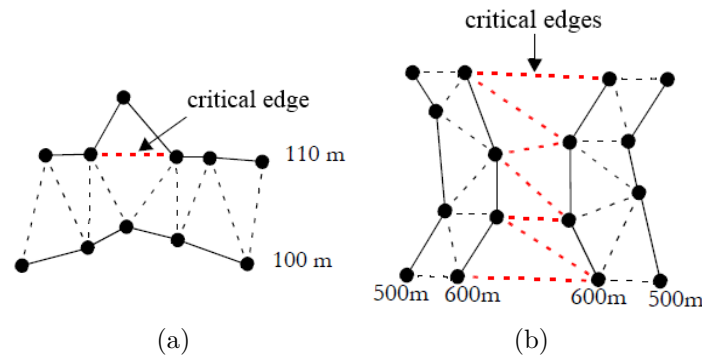 critical edges
critical edge
110 m
100 m
500m 600m 600m 500m
(a) (b)